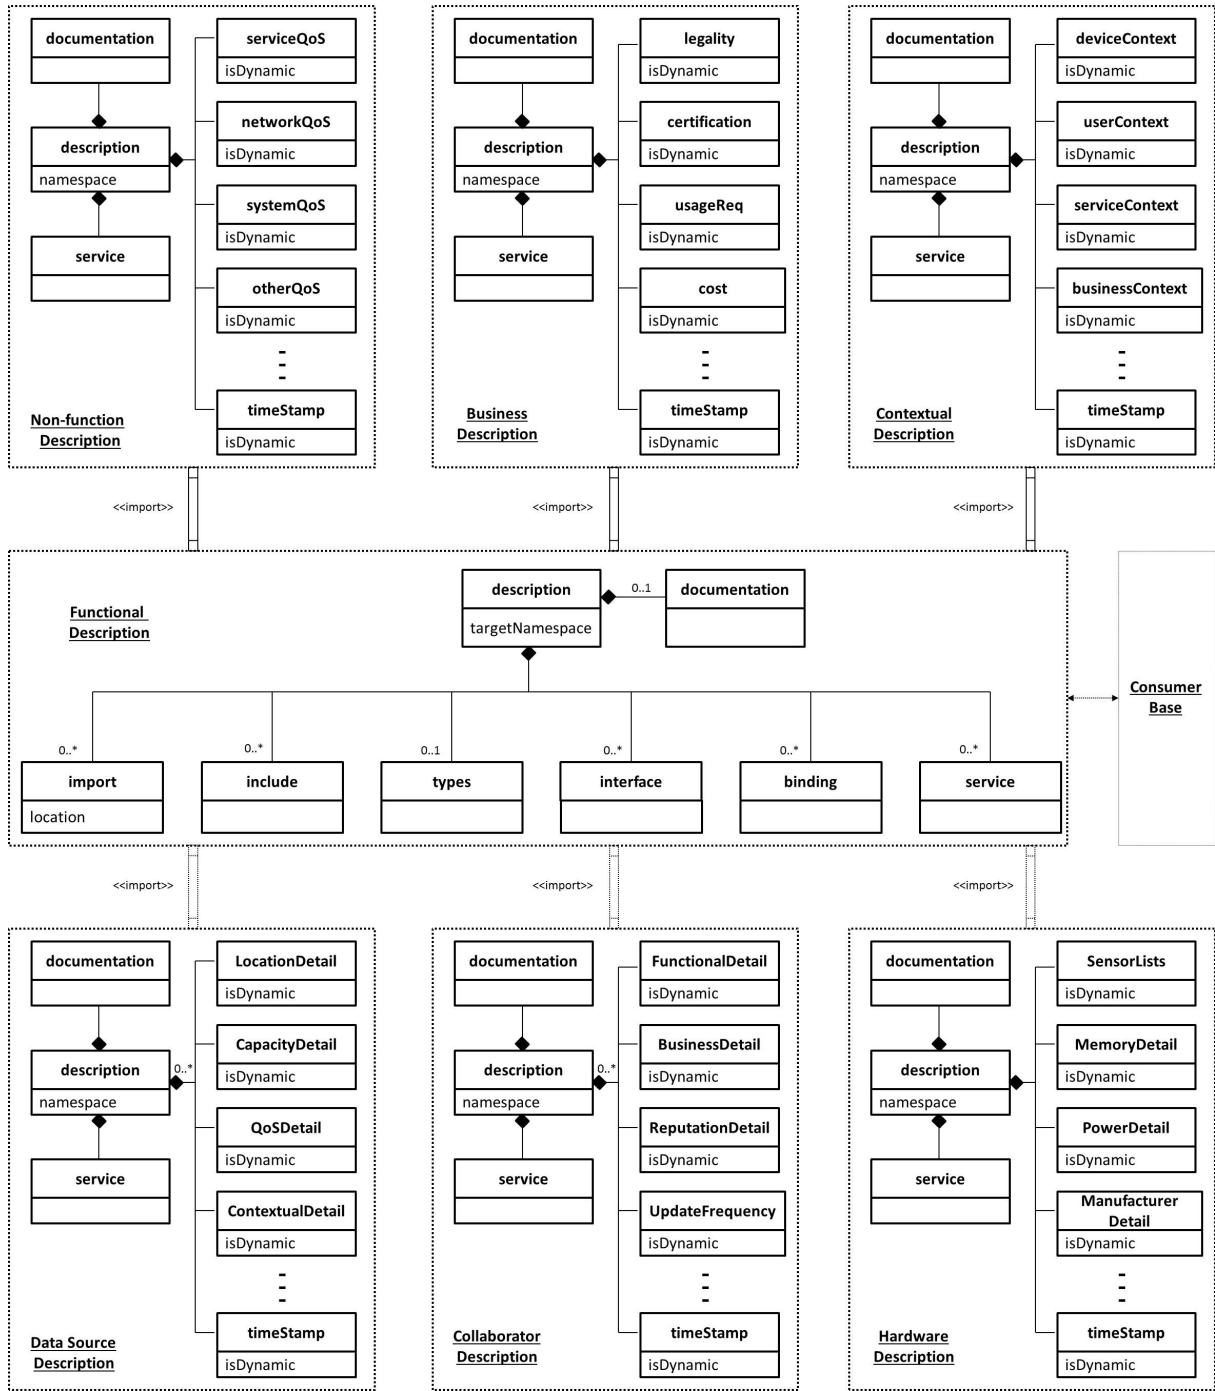 documentation
serviceQoS
isDynamic
networkQoS
isDynamic
description
namespace
systemQoS
isDynamic
service
otherQoS
isDynamic
timeStamp
isDynamic
Non-function
Description
documentation
legality
isDynamic
certification
isDynamic
description
namespace
usageReq
isDynamic
service
cost
isDynamic
timeStamp
isDynamic
Business
Description
documentation
deviceContext
isDynamic
userContext
isDynamic
description
namespace
serviceContext
isDynamic
service
businessContext
isDynamic
timeStamp
isDynamic
Contextual
Description
<<import>>
<<import>>
<<import>>
Functional
Description
description
targetNamespace
0..1
documentation
0..*
import
location
0..*
include
0..1
types
0..*
interface
0..*
binding
0..*
service
Consumer
Base
<<import>>
<<import>>
<<import>>
documentation
LocationDetail
isDynamic
CapacityDetail
isDynamic
description
namespace
0..*
QoSDetail
isDynamic
service
ContextualDetail
isDynamic
timeStamp
isDynamic
Data Source
Description
documentation
FunctionalDetail
isDynamic
BusinessDetail
isDynamic
description
namespace
0..*
ReputationDetail
isDynamic
service
UpdateFrequency
isDynamic
timeStamp
isDynamic
Collaborator
Description
documentation
SensorLists
isDynamic
MemoryDetail
isDynamic
description
namespace
PowerDetail
isDynamic
service
Manufacturer
Detail
isDynamic
timeStamp
isDynamic
Hardware
Description